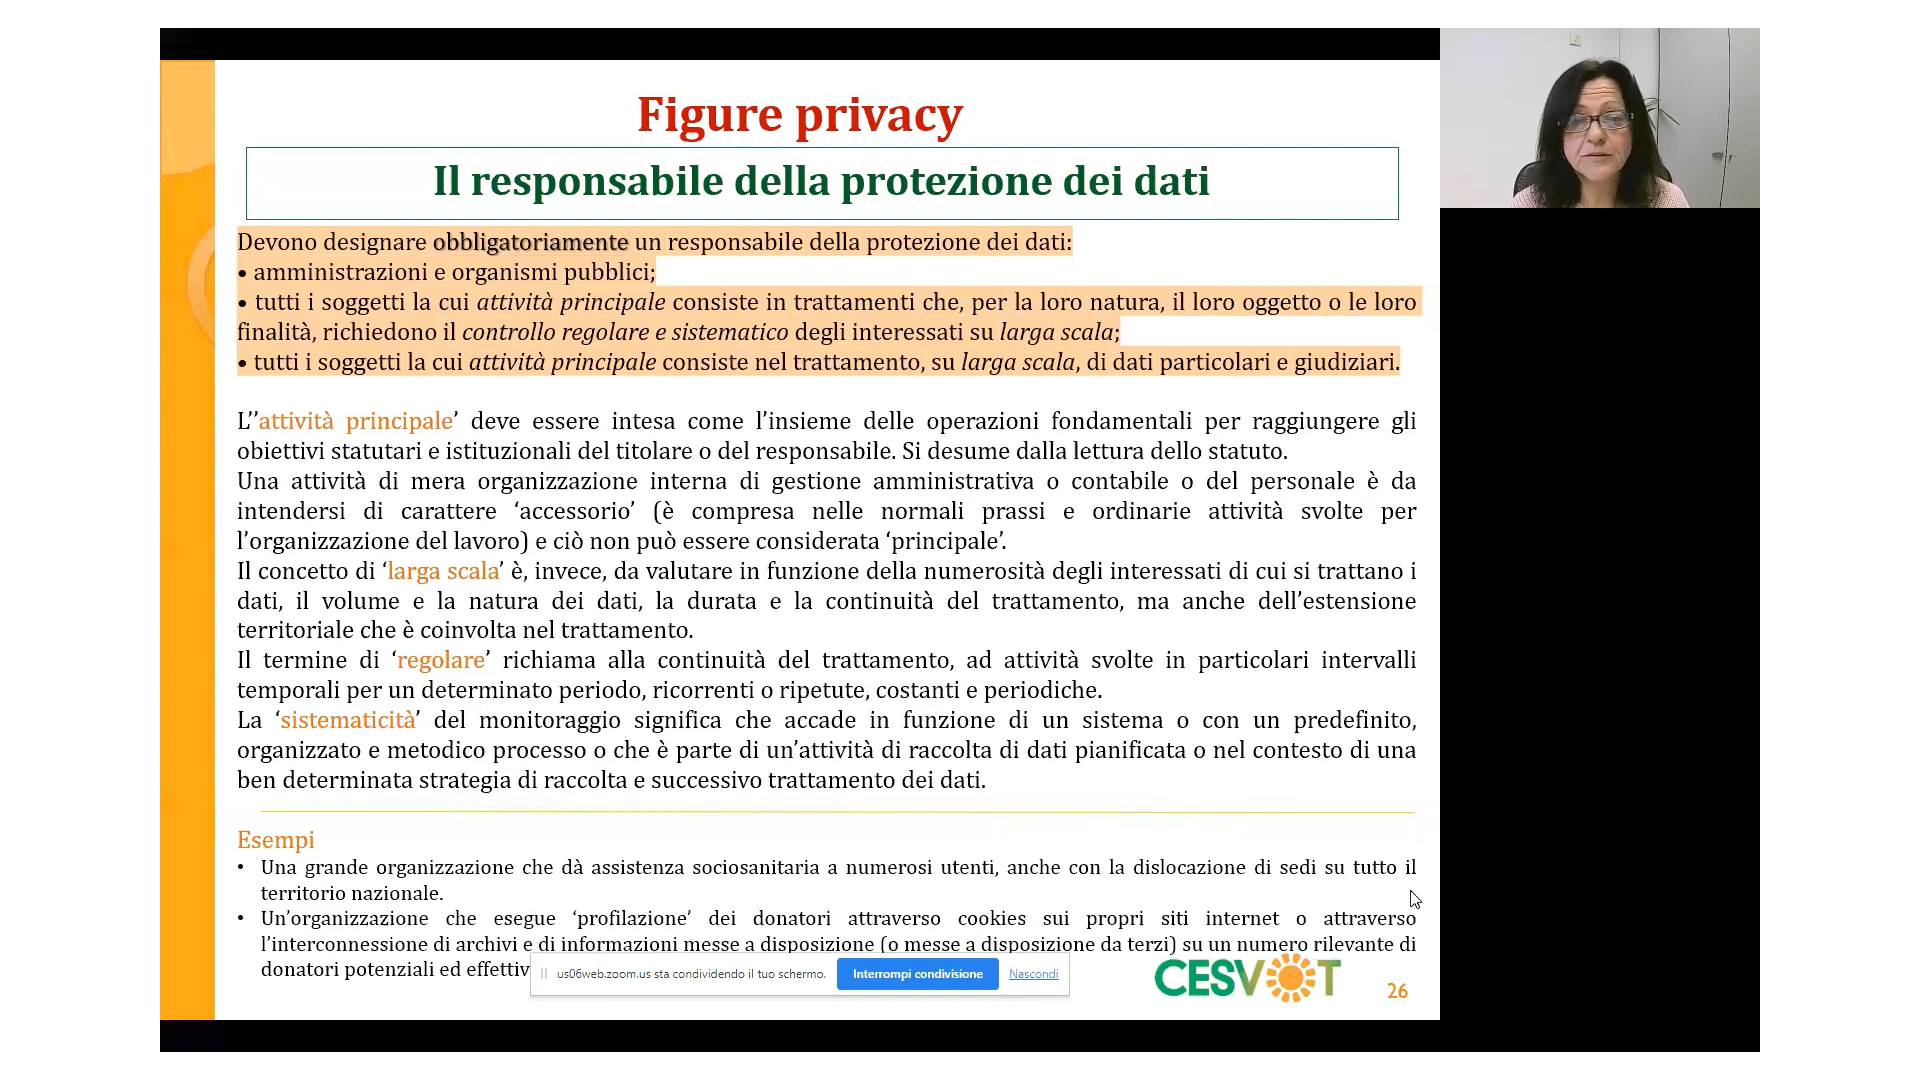 Figure privacy
Il responsabile della protezione dei dati
Devono designare obbligatoriamente un responsabile della protezione dei dati:
• amministrazioni e organismi pubblici;
• tutti i soggetti la cui attività principale consiste in trattamenti che, per la loro natura, il loro oggetto o le loro
finalità, richiedono il controllo regolare e sistematico degli interessati su larga scala;
• tutti i soggetti la cui attività principale consiste nel trattamento, su larga scala, di dati particolari e giudiziari.
L’’attività principale’ deve essere intesa come l’insieme delle operazioni fondamentali per raggiungere gli
obiettivi statutari e istituzionali del titolare o del responsabile. Si desume dalla lettura dello statuto.
Una attività di mera organizzazione interna di gestione amministrativa o contabile o del personale è da
intendersi di carattere ‘accessorio’ (è compresa nelle normali prassi e ordinarie attività svolte per
l’organizzazione del lavoro) e ciò non può essere considerata ‘principale’.
Il concetto di ‘larga scala’ è, invece, da valutare in funzione della numerosità degli interessati di cui si trattano i
dati, il volume e la natura dei dati, la durata e la continuità del trattamento, ma anche dell’estensione
territoriale che è coinvolta nel trattamento.
Il termine di ‘regolare’ richiama alla continuità del trattamento, ad attività svolte in particolari intervalli
temporali per un determinato periodo, ricorrenti o ripetute, costanti e periodiche.
La ‘sistematicità’ del monitoraggio significa che accade in funzione di un sistema o con un predefinito,
organizzato e metodico processo o che è parte di un’attività di raccolta di dati pianificata o nel contesto di una
ben determinata strategia di raccolta e successivo trattamento dei dati.
Esempi
• Una grande organizzazione che dà assistenza sociosanitaria a numerosi utenti, anche con la dislocazione di sedi su tutto il
territorio nazionale.
• Un’organizzazione che esegue ‘profilazione’ dei donatori attraverso cookies sui propri siti internet o attraverso
l’interconnessione di archivi e di informazioni messe a disposizione (o messe a disposizione da terzi) su un numero rilevante di
donatori potenziali ed effettiv
us06web.zoom.us sta condividendo il tuo schermo. Interrompi condivisione Nascondi
CESVOT
26